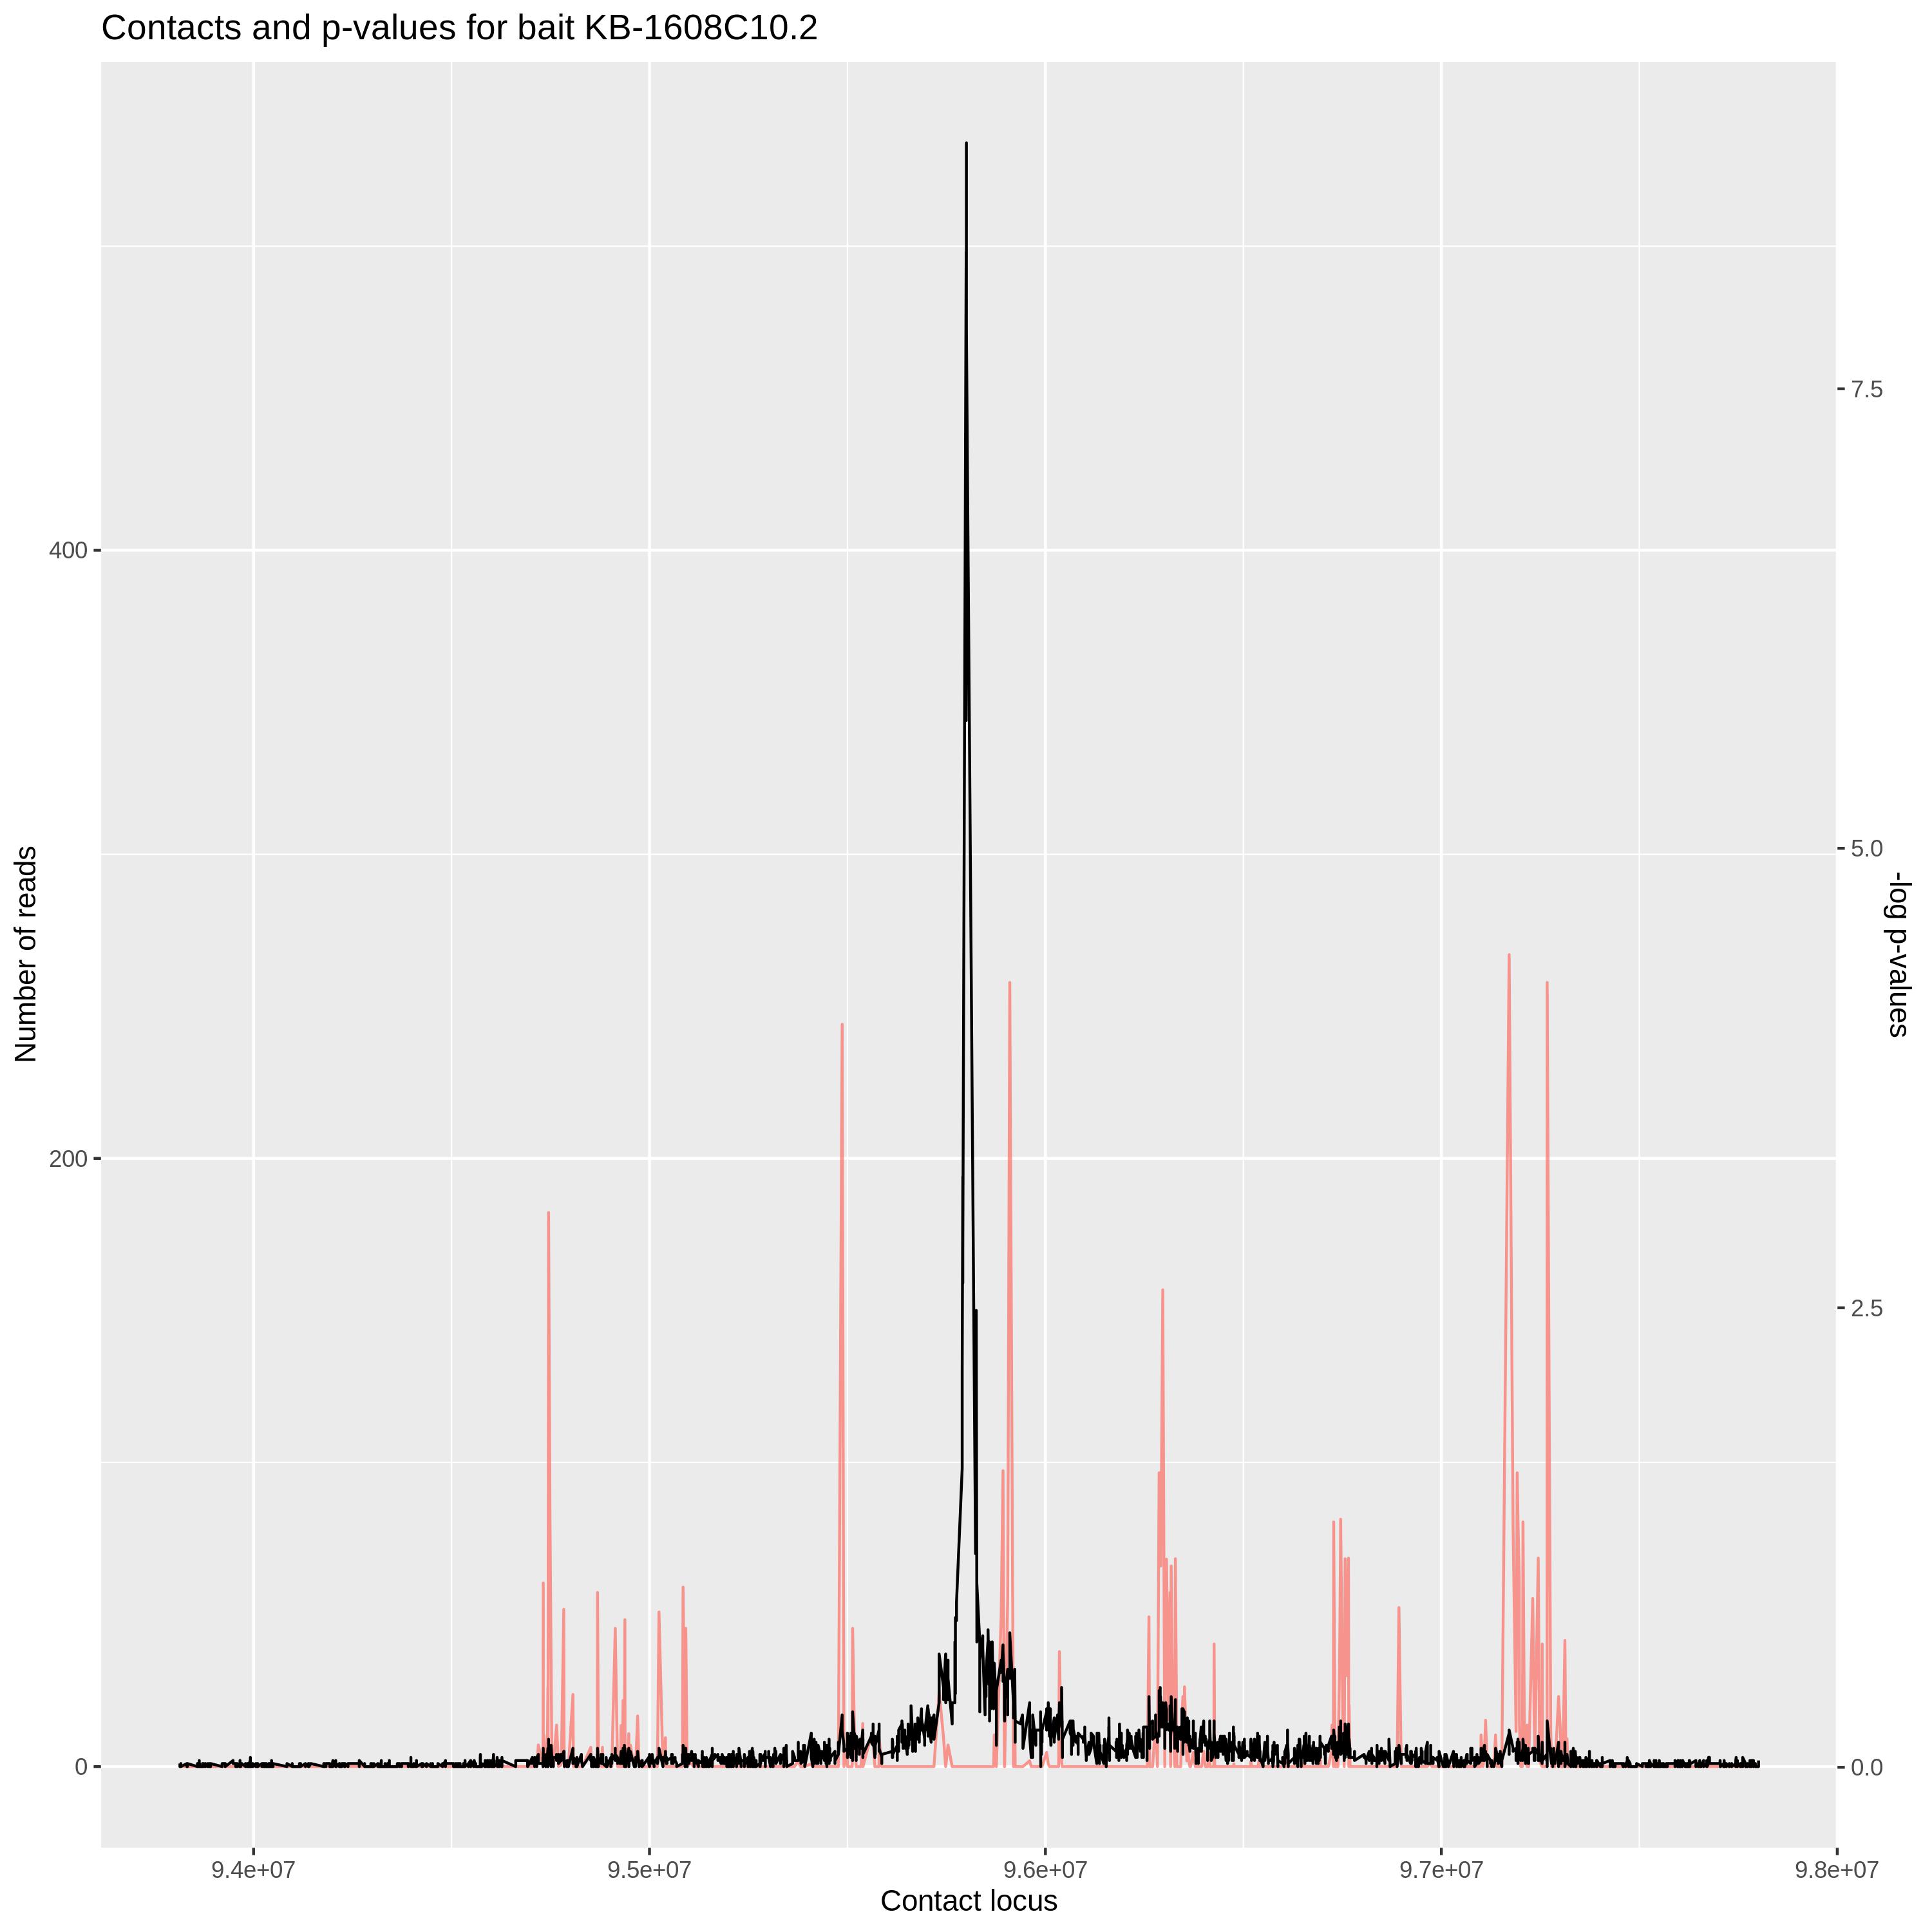 Contacts and p-values for bait KB-1608C10.2
Number of reads
400
200
0
7.5
5.0
2.5
0.0
-log p-values
9.4e+07
9.5e+07
9.6e+07
9.7e+07
9.8e+07
Contact locus